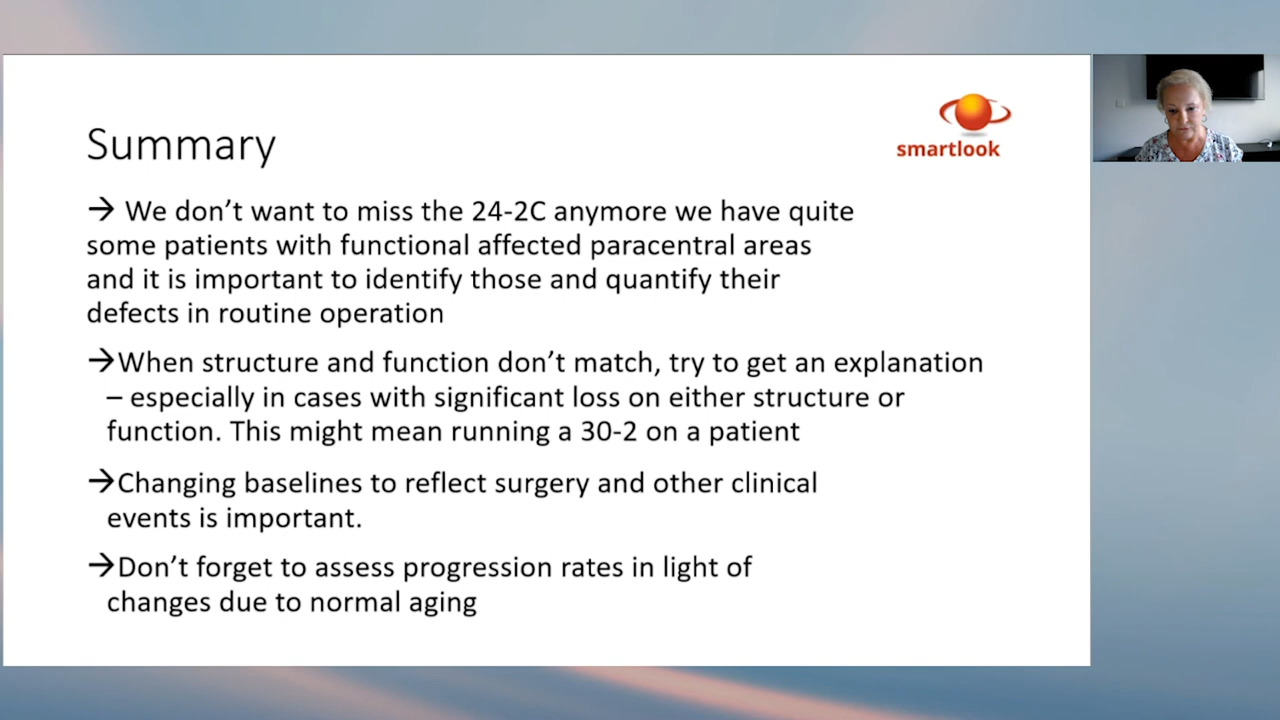 Summary
smartlook
→ We don’t want to miss the 24-2C anymore we have quite
some patients with functional affected paracentral areas
and it is important to identify those and quantify their
defects in routine operation
→When structure and function don’t match, try to get an explanation
– especially in cases with significant loss on either structure or
function. This might mean running a 30-2 on a patient
→Changing baselines to reflect surgery and other clinical
events is important.
→Don’t forget to assess progression rates in light of
changes due to normal aging